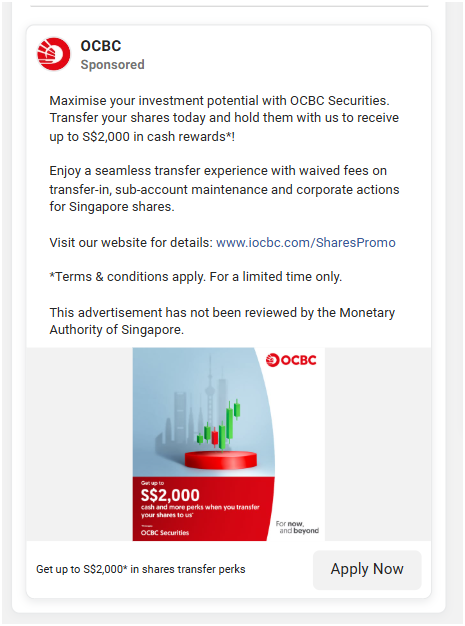 OCBC
Sponsored
Maximise your investment potential with OCBC Securities.
Transfer your shares today and hold them with us to receive
up to S$2,000 in cash rewards*!
Enjoy a seamless transfer experience with waived fees on
transfer-in, sub-account maintenance and corporate actions
for Singapore shares.
Visit our website for details: www.iocbc.com/SharesPromo
*Terms & conditions apply. For a limited time only.
This advertisement has not been reviewed by the Monetary
Authority of Singapore.
OCBC
Get up to
S$2,000
cash and more perks when you transfer
your shares to us*
OCBC Securities
For now,
and beyond
Get up to S$2,000* in shares transfer perks
Apply Now